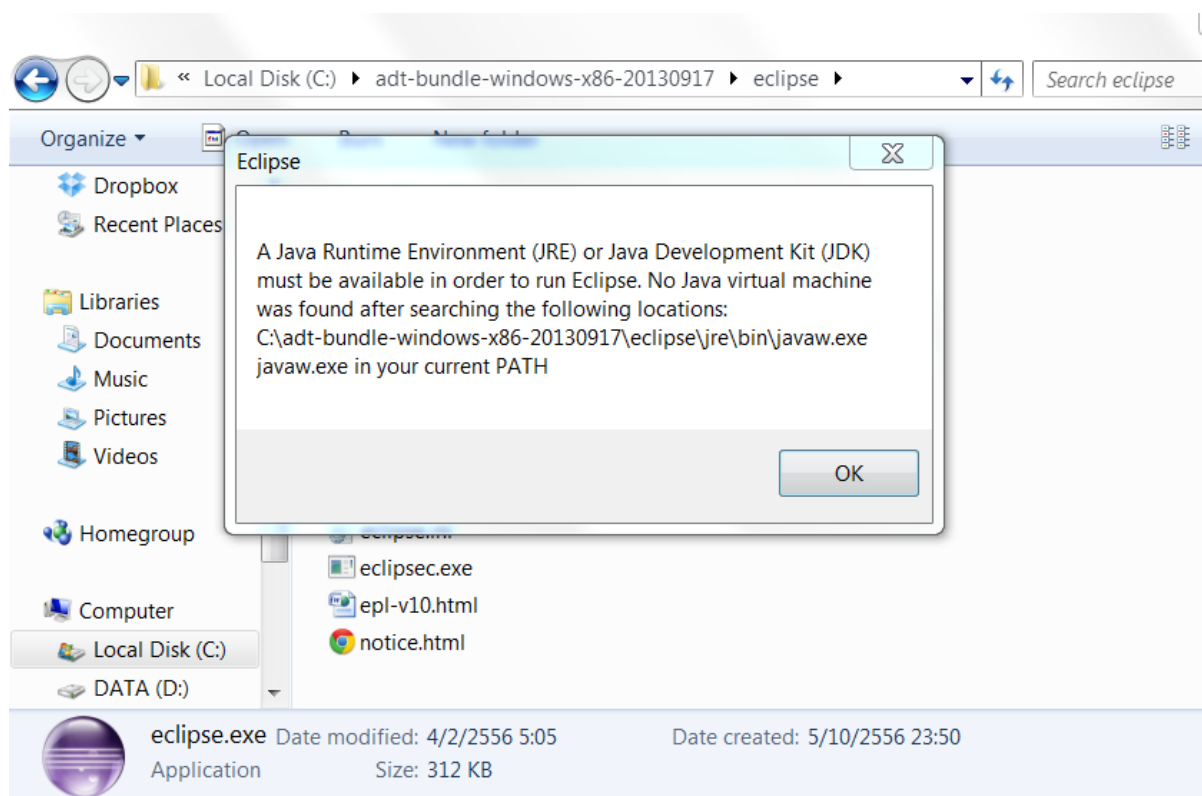 « Local Disk (C:) ▸ adt-bundle-windows-x86-20130917 ▸ eclipse ▸
Search eclipse
Organize
Eclipse
Dropbox
Recent Places
A Java Runtime Environment (JRE) or Java Development Kit (JDK)
must be available in order to run Eclipse. No Java virtual machine
was found after searching the following locations:
C:\adt-bundle-windows-x86-20130917\eclipse\jre\bin\javaw.exe
javaw.exe in your current PATH
OK
Libraries
Documents
Music
Pictures
Videos
Homegroup
Computer
Local Disk (C:)
DATA (D:)
eclipse.ini
eclipsec.exe
epl-v10.html
notice.html
eclipse.exe Date modified: 4/2/2556 5:05 Date created: 5/10/2556 23:50
Application Size: 312 KB